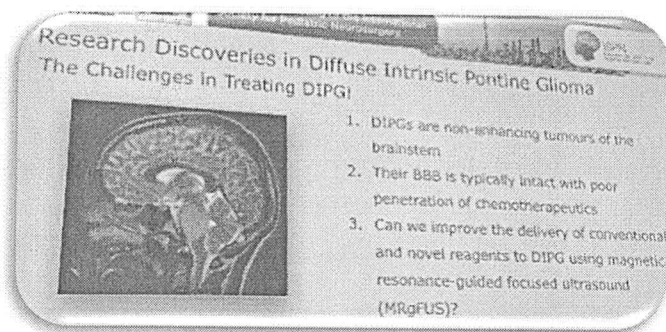 Research Discoveries in Diffuse Intrinsic Pontine Glioma
The Challenges in Treating DIPG!
1. DIPGs are non-enhancing tumours of the
brainstem
2. Their BBB is typically intact with poor
penetration of chemotherapeutics
3. Can we improve the delivery of conventional
and novel reagents to DIPG using magnetic
resonance-guided focused ultrasound
(MRgFUS)?